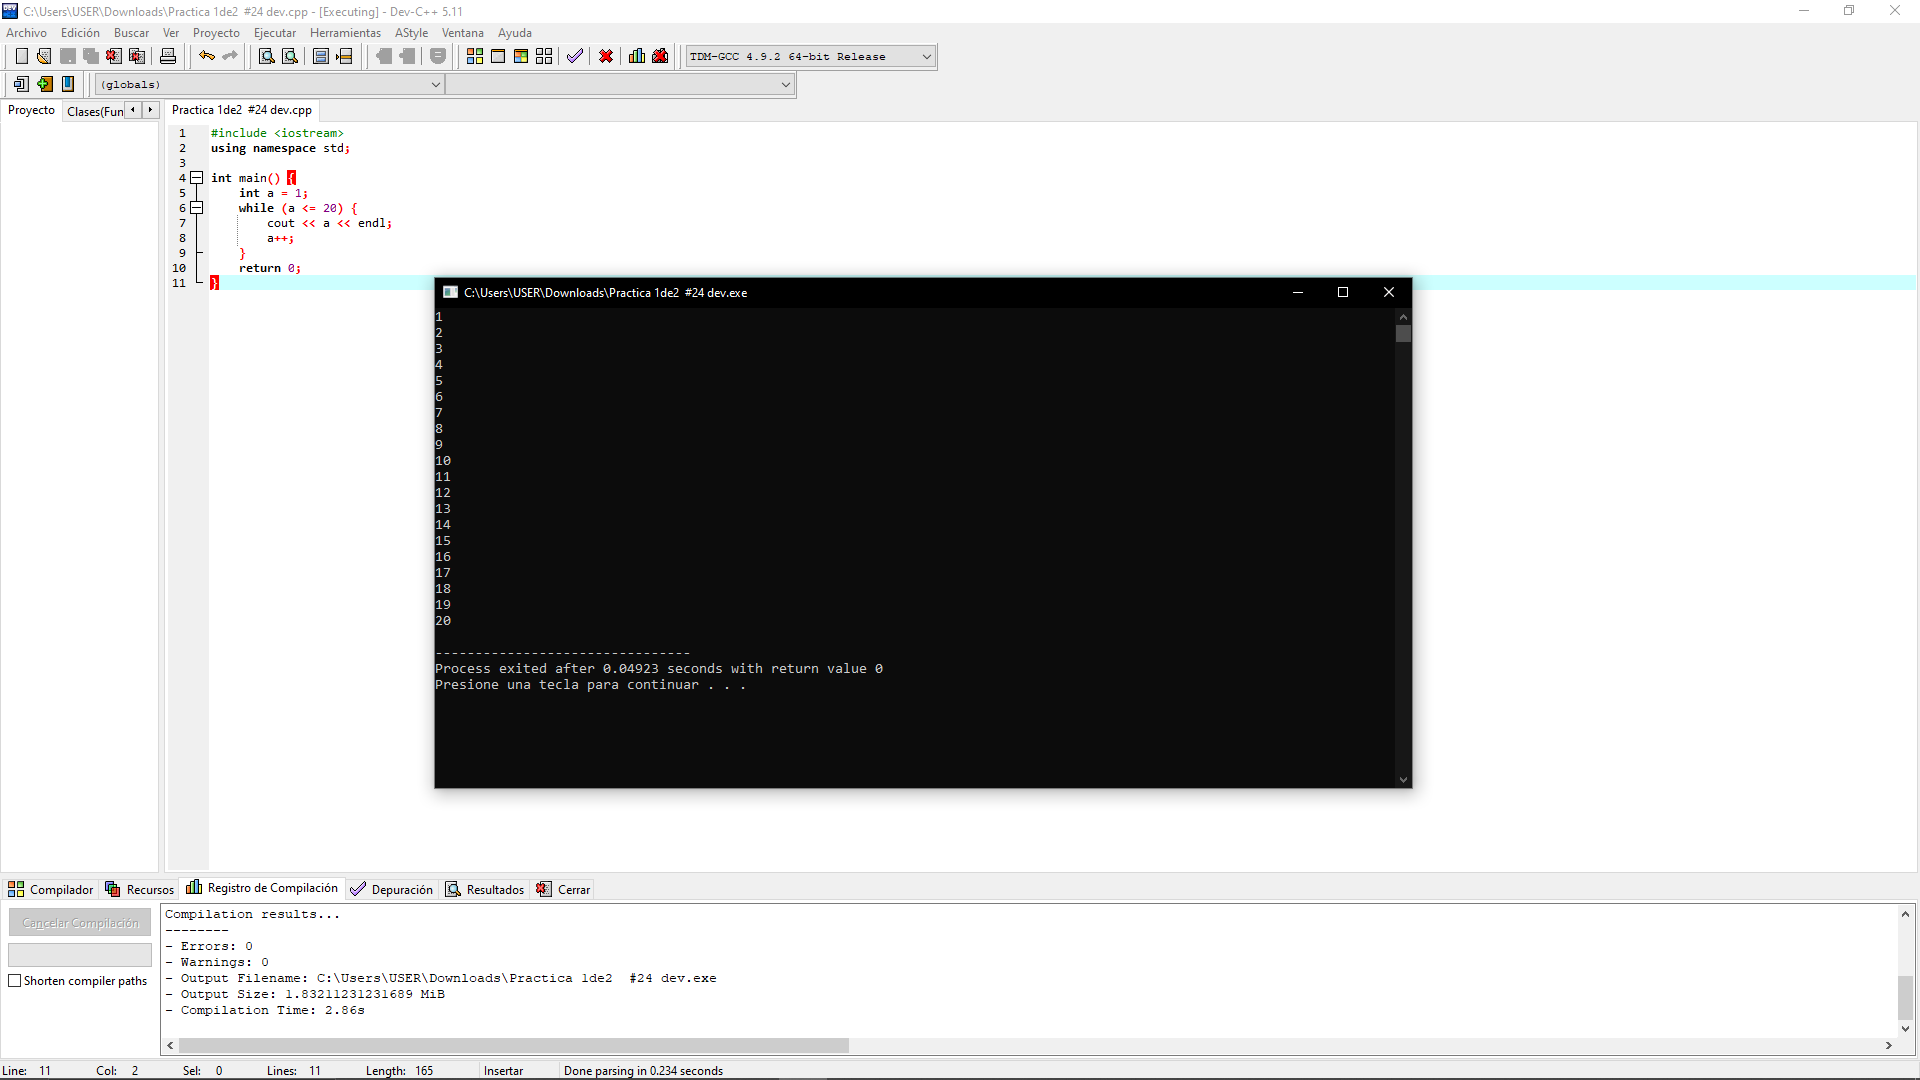 C:\Users\USER\Downloads\Practica 1de2  #24 dev.cpp - [Executing] - Dev-C++ 5.11
Archivo Edición Buscar Ver Proyecto Ejecutar Herramientas AStyle Ventana Ayuda
TDM-GCC 4.9.2 64-bit Release
(globals)
Proyecto Clases(Fun Practica 1de2  #24 dev.cpp
1 #include <iostream>
2 using namespace std;
3
4 int main() {
5     int a = 1;
6     while (a <= 20) {
7         cout << a << endl;
8         a++;
9     }
10     return 0;
11 }
C:\Users\USER\Downloads\Practica 1de2  #24 dev.exe
1
2
3
4
5
6
7
8
9
10
11
12
13
14
15
16
17
18
19
20
--------------------------------
Process exited after 0.04923 seconds with return value 0
Presione una tecla para continuar . . .
Compilador Recursos Registro de Compilación Depuración Resultados Cerrar
Cancelar Compilación
Shorten compiler paths
Compilation results...
--------
- Errors: 0
- Warnings: 0
- Output Filename: C:\Users\USER\Downloads\Practica 1de2  #24 dev.exe
- Output Size: 1.83211231231689 MiB
- Compilation Time: 2.86s
Line: 11 Col: 2 Sel: 0 Lines: 11 Length: 165 Insertar Done parsing in 0.234 seconds